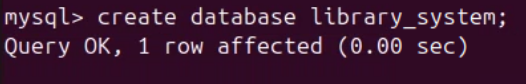 mysql> create database library_system;
Query OK, 1 row affected (0.00 sec)